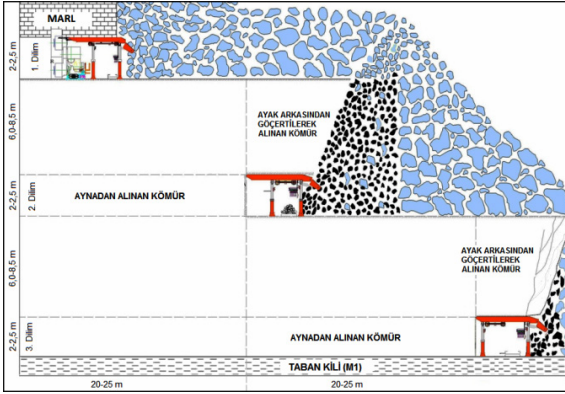 MARL
2-2,5 m
1. Dilim
6,0-8,5 m
AYAK ARKASINDAN
GÖÇERTİLEREK
ALINAN KÖMÜR
2-2,5 m
2. Dilim
AYNADAN ALINAN KÖMÜR
6,0-8,5 m
AYAK ARKASINDAN
GÖÇERTİLEREK
ALINAN KÖMÜR
2-2,5 m
3. Dilim
AYNADAN ALINAN KÖMÜR
TABAN KİLİ (M1)
20-25 m
20-25 m